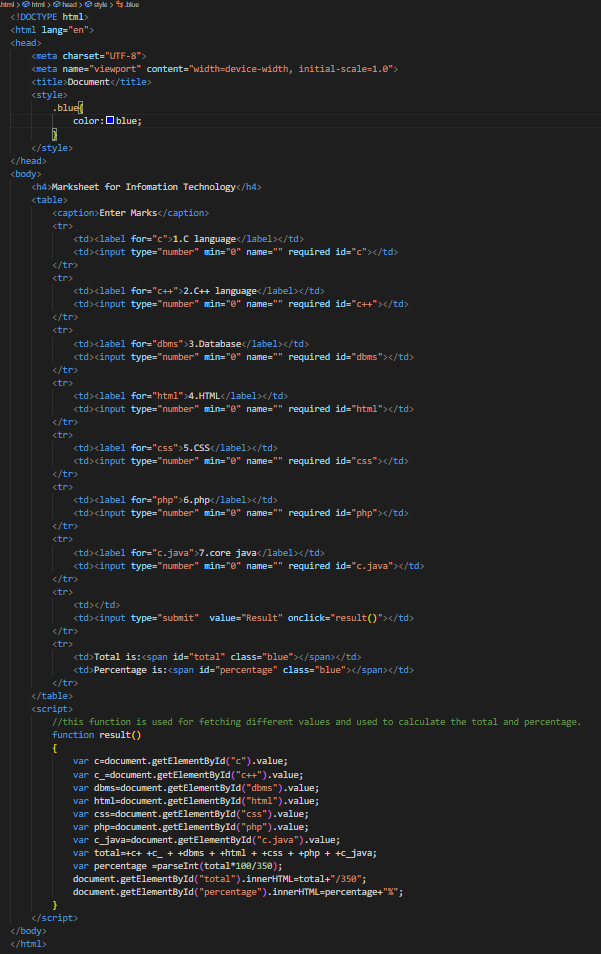 .html > html > head > style > .blue
<!DOCTYPE html>
<html lang="en">
<head>
    <meta charset="UTF-8">
    <meta name="viewport" content="width=device-width, initial-scale=1.0">
    <title>Document</title>
    <style>
        .blue{
            color:blue;
        }
    </style>
</head>
<body>
    <h4>Marksheet for Infomation Technology</h4>
    <table>
        <caption>Enter Marks</caption>
        <tr>
            <td><label for="c">1.C language</label></td>
            <td><input type="number" min="0" name="" required id="c"></td>
        </tr>
        <tr>
            <td><label for="c++">2.C++ language</label></td>
            <td><input type="number" min="0" name="" required id="c++"></td>
        </tr>
        <tr>
            <td><label for="dbms">3.Database</label></td>
            <td><input type="number" min="0" name="" required id="dbms"></td>
        </tr>
        <tr>
            <td><label for="html">4.HTML</label></td>
            <td><input type="number" min="0" name="" required id="html"></td>
        </tr>
        <tr>
            <td><label for="css">5.CSS</label></td>
            <td><input type="number" min="0" name="" required id="css"></td>
        </tr>
        <tr>
            <td><label for="php">6.php</label></td>
            <td><input type="number" min="0" name="" required id="php"></td>
        </tr>
        <tr>
            <td><label for="c.java">7.core java</label></td>
            <td><input type="number" min="0" name="" required id="c.java"></td>
        </tr>
        <tr>
            <td></td>
            <td><input type="submit"  value="Result" onclick="result()"></td>
        </tr>
        <tr>
            <td>Total is:<span id="total" class="blue"></span></td>
            <td>Percentage is:<span id="percentage" class="blue"></span></td>
        </tr>
    </table>
    <script>
        //this function is used for fetching different values and used to calculate the total and percentage.
        function result()
        {
            var c=document.getElementById("c").value;
            var c_=document.getElementById("c++").value;
            var dbms=document.getElementById("dbms").value;
            var html=document.getElementById("html").value;
            var css=document.getElementById("css").value;
            var php=document.getElementById("php").value;
            var c_java=document.getElementById("c.java").value;
            var total=+c+ +c_ + +dbms + +html + +css + +php + +c_java;
            var percentage =parseInt(total*100/350);
            document.getElementById("total").innerHTML=total+"/350";
            document.getElementById("percentage").innerHTML=percentage+"%";
        }
    </script>
</body>
</html>